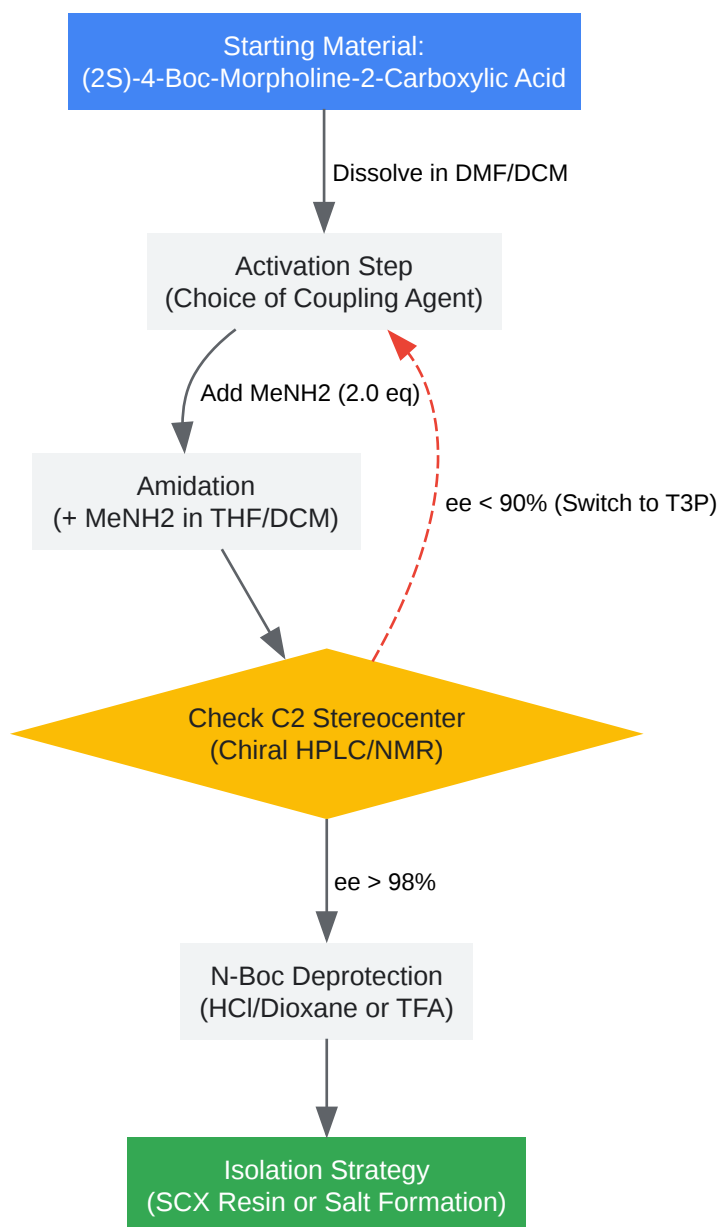 Starting Material:
(2S)-4-Boc-Morpholine-2-Carboxylic Acid
Dissolve in DMF/DCM
Activation Step
(Choice of Coupling Agent)
Add MeNH2 (2.0 eq)
Amidation
(+ MeNH2 in THF/DCM)
ee < 90% (Switch to T3P)
Check C2 Stereocenter
(Chiral HPLC/NMR)
ee > 98%
N-Boc Deprotection
(HCl/Dioxane or TFA)
Isolation Strategy
(SCX Resin or Salt Formation)